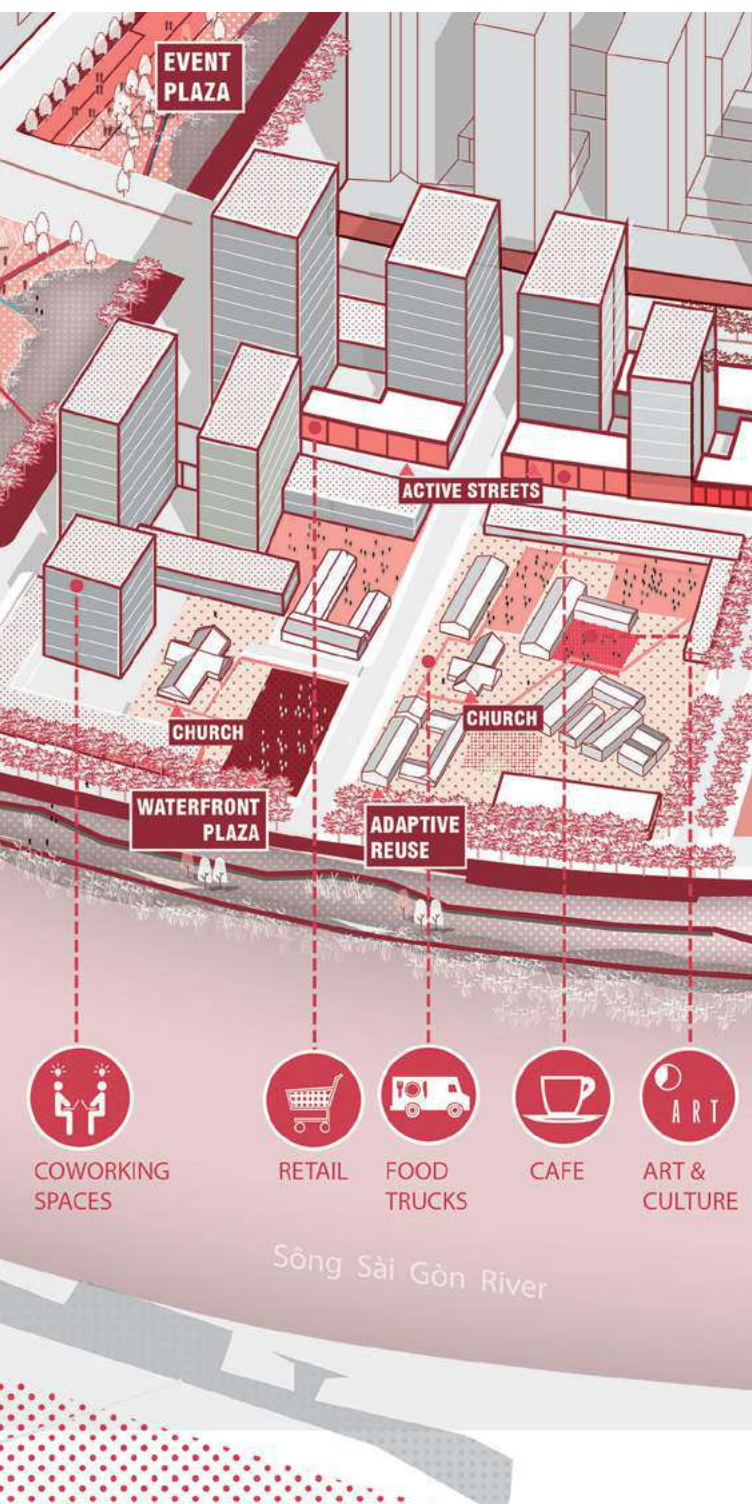 EVENT
PLAZA
ACTIVE STREETS
CHURCH
CHURCH
WATERFRONT
PLAZA
ADAPTIVE
REUSE
ART
COWORKING
SPACES
RETAIL
FOOD
TRUCKS
CAFE
ART &
CULTURE
Sông Sài Gòn River